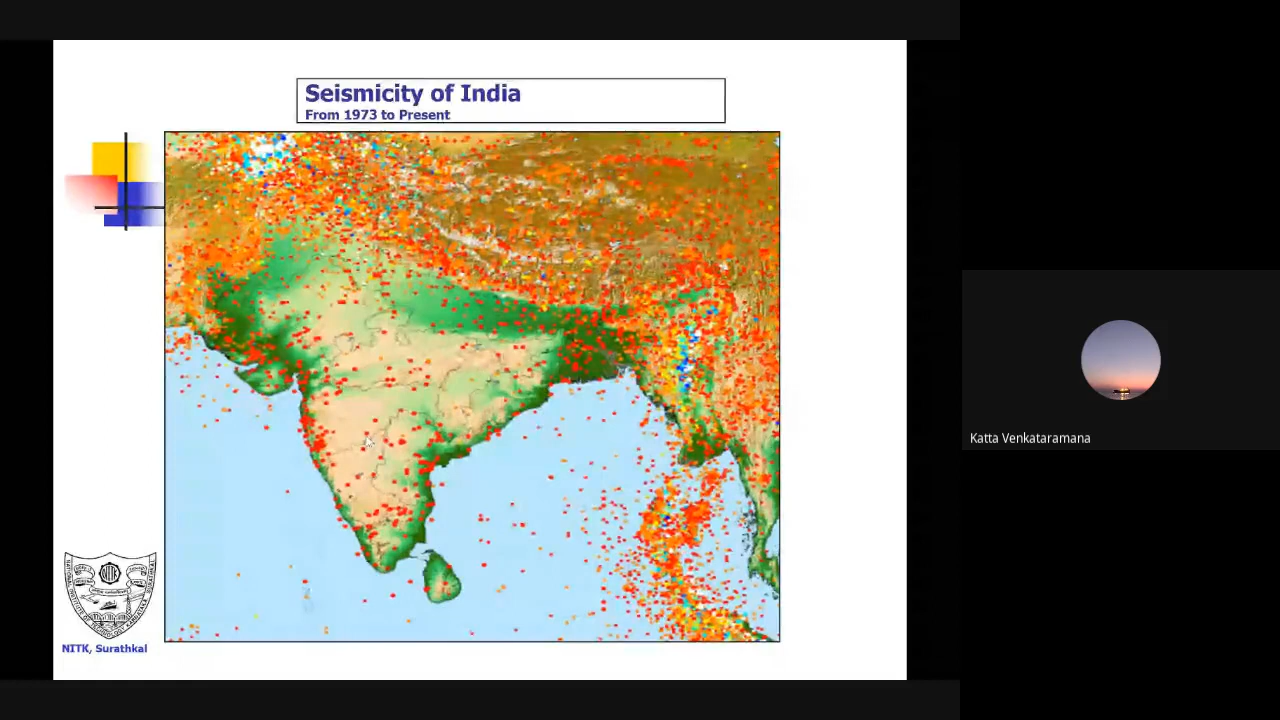 Seismicity of India
From 1973 to Present
NITK, Surathkal
Katta Venkataramana